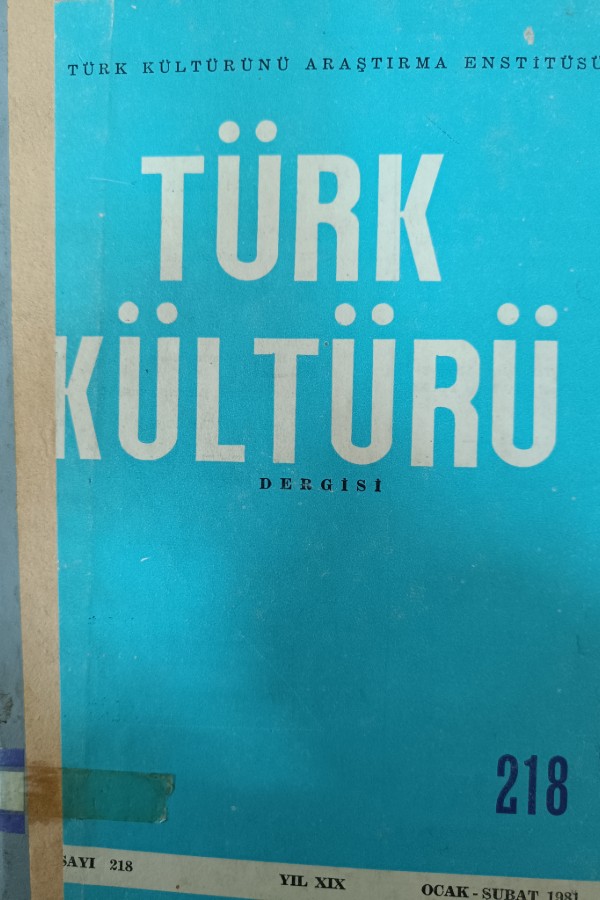 TÜRK KÜLTÜRÜNÜ ARAŞTIRMA ENSTİTÜSÜ
TÜRK
KÜLTÜRÜ
DERGİSİ
218
SAYI 218
YIL XIX
OCAK - ŞUBAT 1981